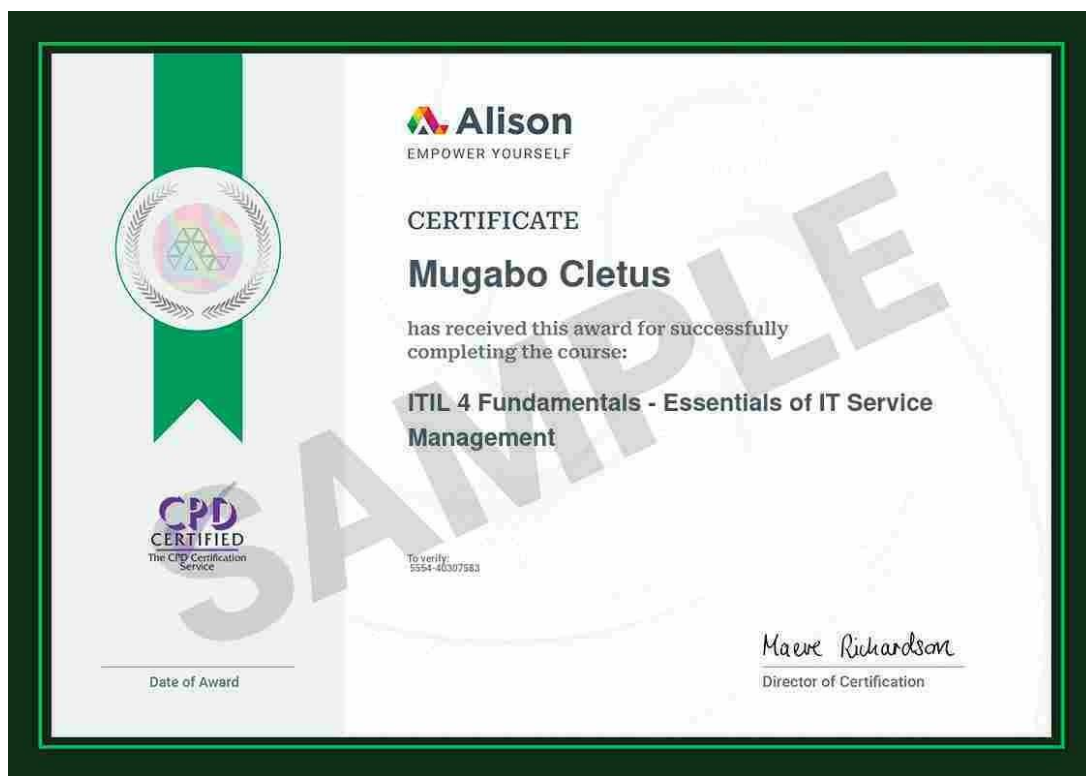 Alison
EMPOWER YOURSELF
CERTIFICATE
Mugabo Cletus
has received this award for successfully
completing the course:
ITIL 4 Fundamentals - Essentials of IT Service
Management
SAMPLE
CPD
CERTIFIED
The CPD Certification
Service
To verify:
5554-40307583
Maeve Richardson
Date of Award
Director of Certification